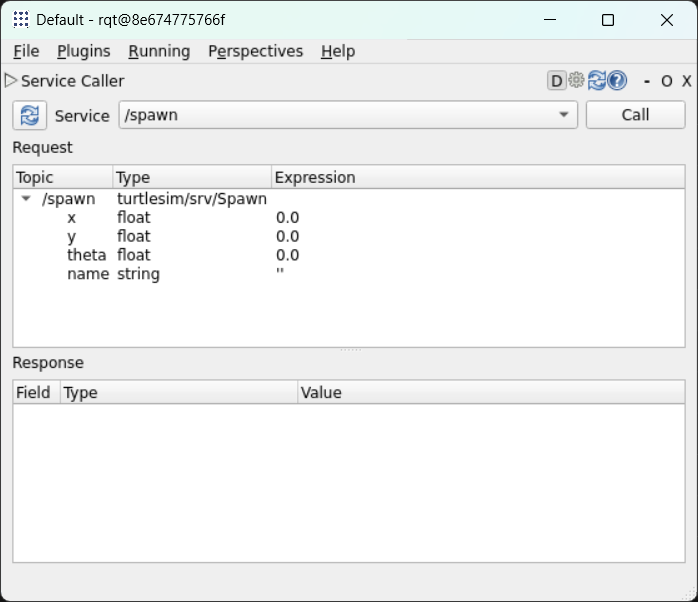 Default - rqt@8e674775766f
File Plugins Running Perspectives Help
Service Caller D - O X
Service /spawn Call
Request
Topic Type Expression
/spawn turtlesim/srv/Spawn
x float 0.0
y float 0.0
theta float 0.0
name string ''
Response
Field Type Value